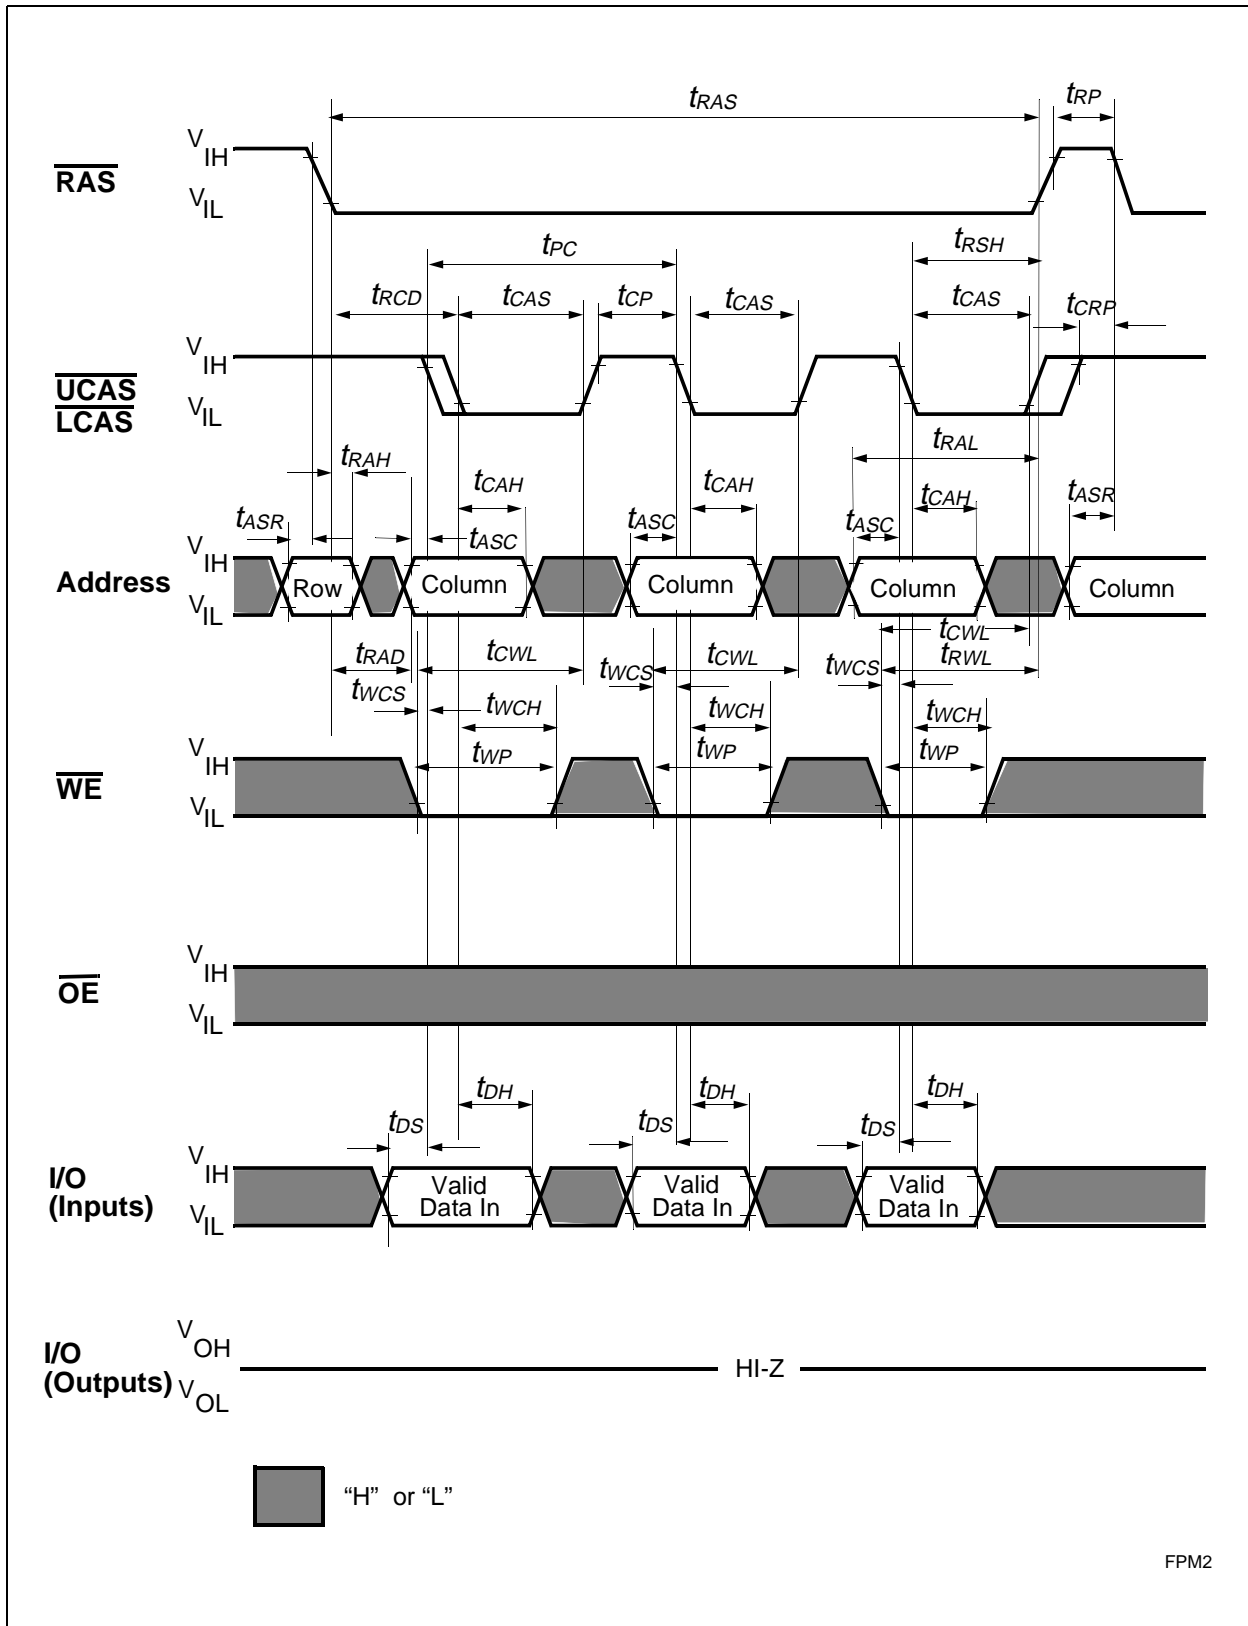 tRAS
tRP
VIH
RAS
VIL
tPC
tRSH
tRCD
tCAS
tCP
tCAS
tCAS
tCRP
VIH
UCAS
LCAS
VIL
tRAH
tRAL
tCAH
tCAH
tCAH
tASR
tASR
tASC
tASC
tASC
VIH
Address
VIL
Row
Column
Column
Column
Column
tCWL
tRAD
tCWL
tCWL
tRWL
tWCS
tWCS
tWCS
tWCH
tWCH
tWCH
tWP
tWP
tWP
VIH
WE
VIL
VIH
OE
VIL
tDH
tDH
tDH
tDS
tDS
tDS
VIH
I/O
(Inputs)
VIL
Valid
Data In
Valid
Data In
Valid
Data In
VOH
I/O
(Outputs)
VOL
HI-Z
“H” or “L”
FPM2